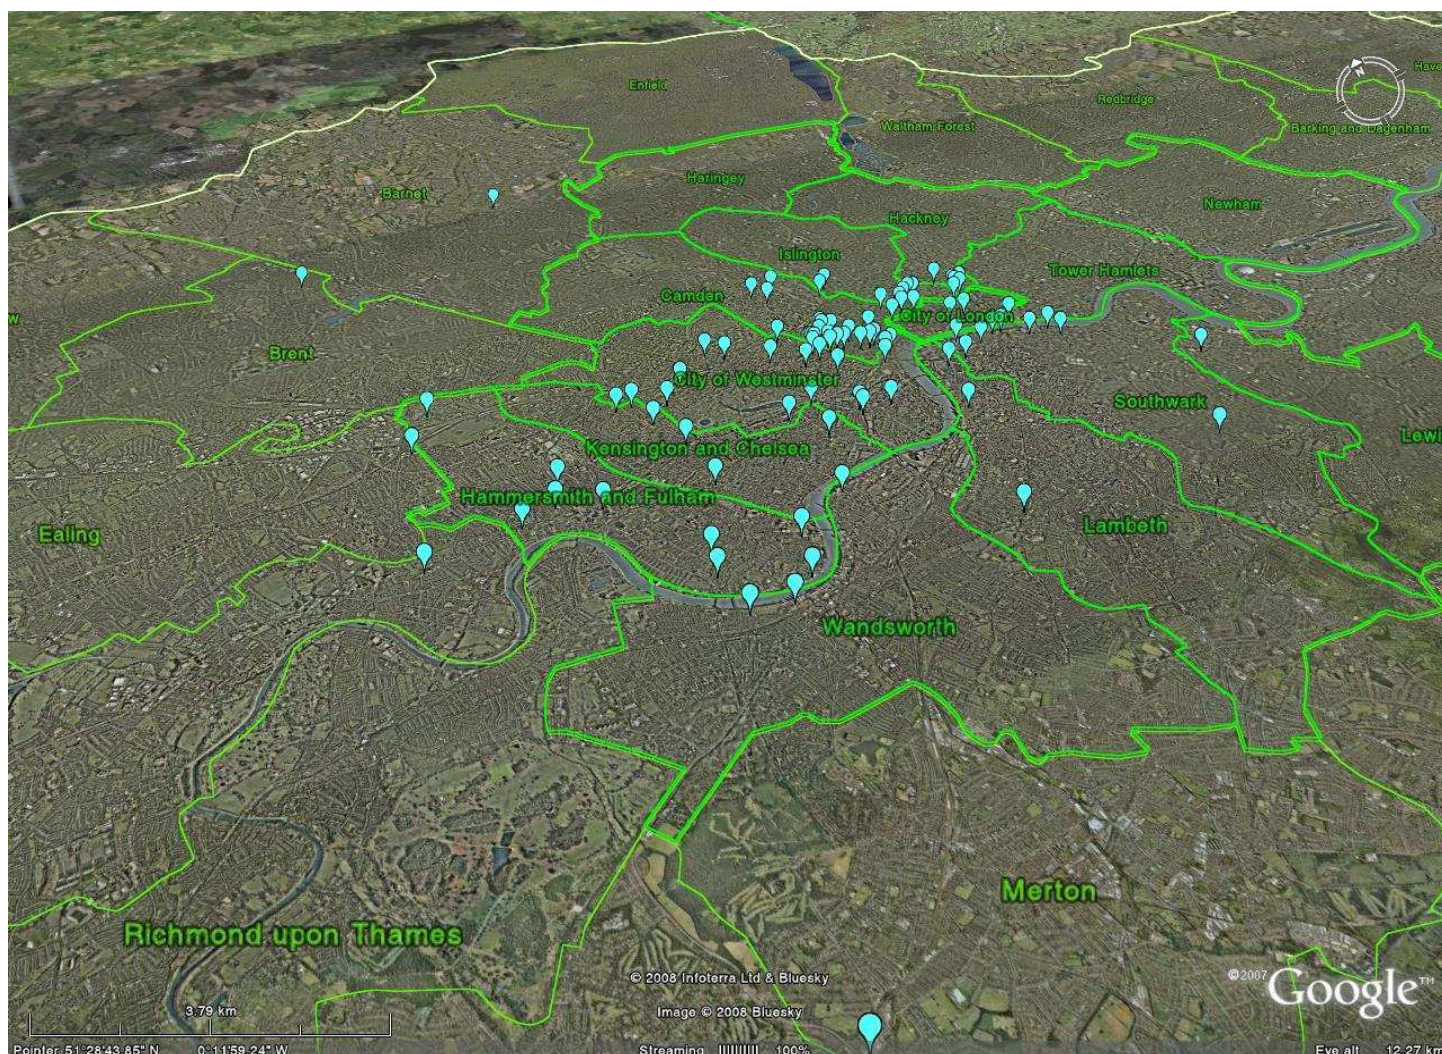 Enfield
Redbridge
Have
Waltham Forest
Barking and Dagenham
Haringey
Barnet
Newham
Hackney
Islington
Tower Hamlets
Camden
City of London
w
Brent
City of Westminster
Southwark
Kensington and Chelsea
Lewi
Hammersmith and Fulham
Ealing
Lambeth
Wandsworth
Merton
Richmond upon Thames
© 2008 Infoterra Ltd & Bluesky
©2007 Google™
3.79 km
Image © 2008 Bluesky
Pointer 51°28'43.85" N 0°11'59.24" W Streaming |||||||||| 100% Eye alt 12.27 km